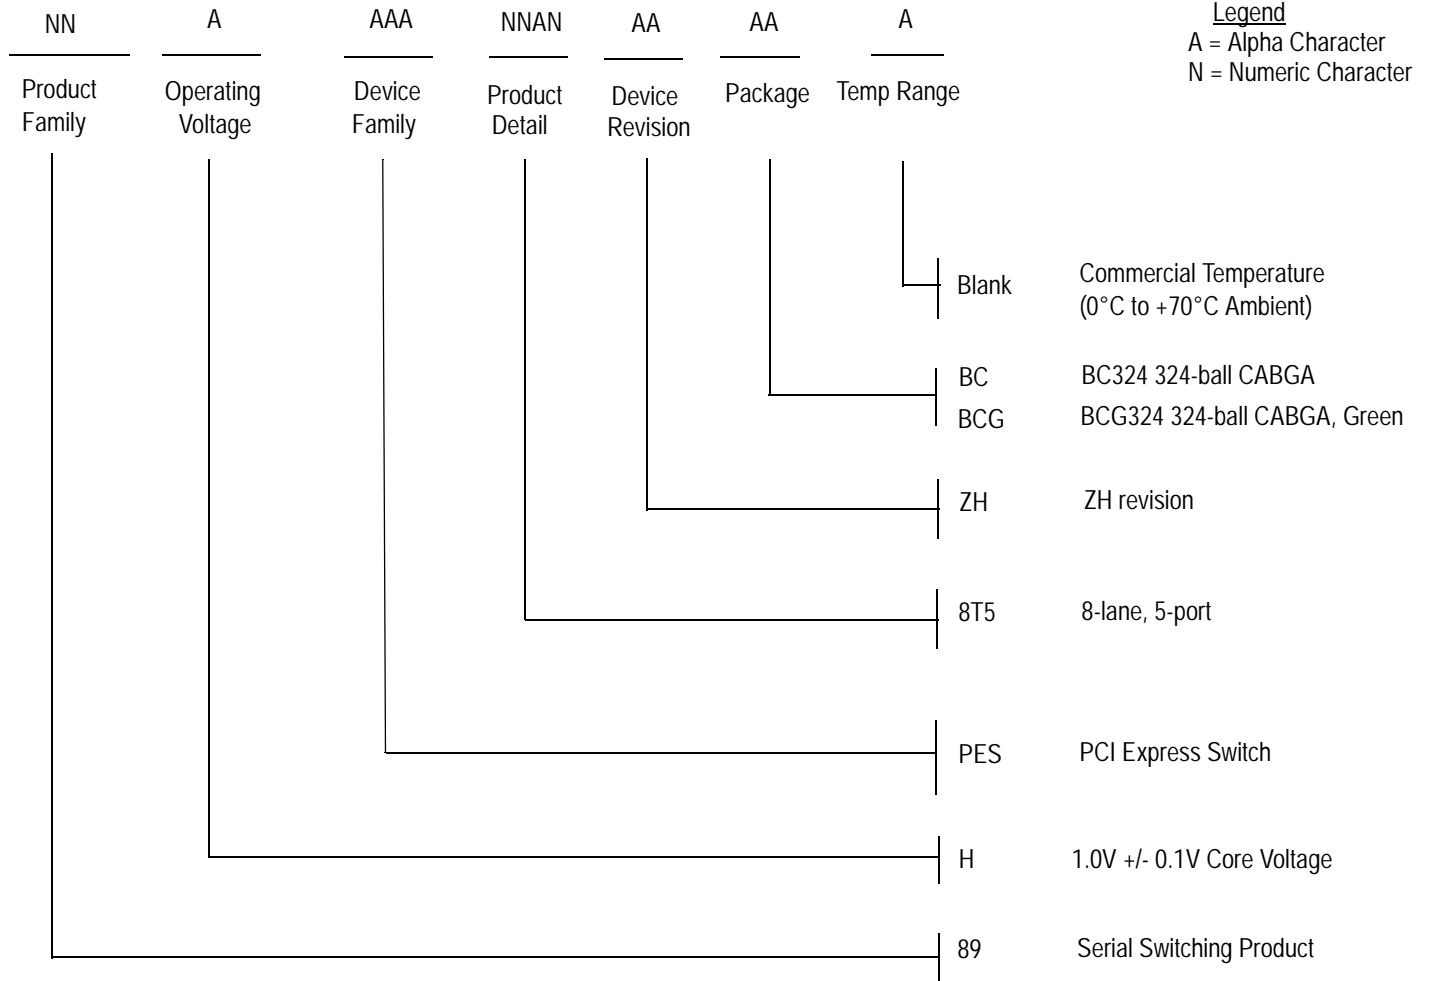 NN A AAA NNAN AA AA A
Legend
A = Alpha Character
N = Numeric Character
Product
Family
Operating
Voltage
Device
Family
Product
Detail
Device
Revision
Package
Temp Range
Blank Commercial Temperature
(0°C to +70°C Ambient)
BC BC324 324-ball CABGA
BCG BCG324 324-ball CABGA, Green
ZH ZH revision
8T5 8-lane, 5-port
PES PCI Express Switch
H 1.0V +/- 0.1V Core Voltage
89 Serial Switching Product